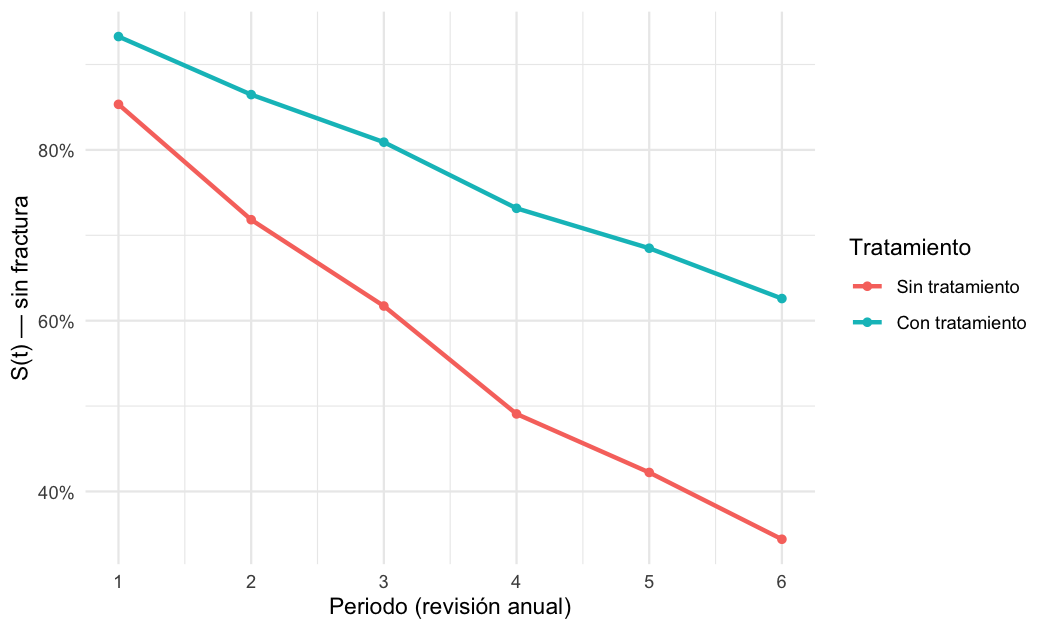 S(t) — sin fractura
80%
60%
40%
1 2 3 4 5 6
Periodo (revisión anual)
Tratamiento
Sin tratamiento
Con tratamiento